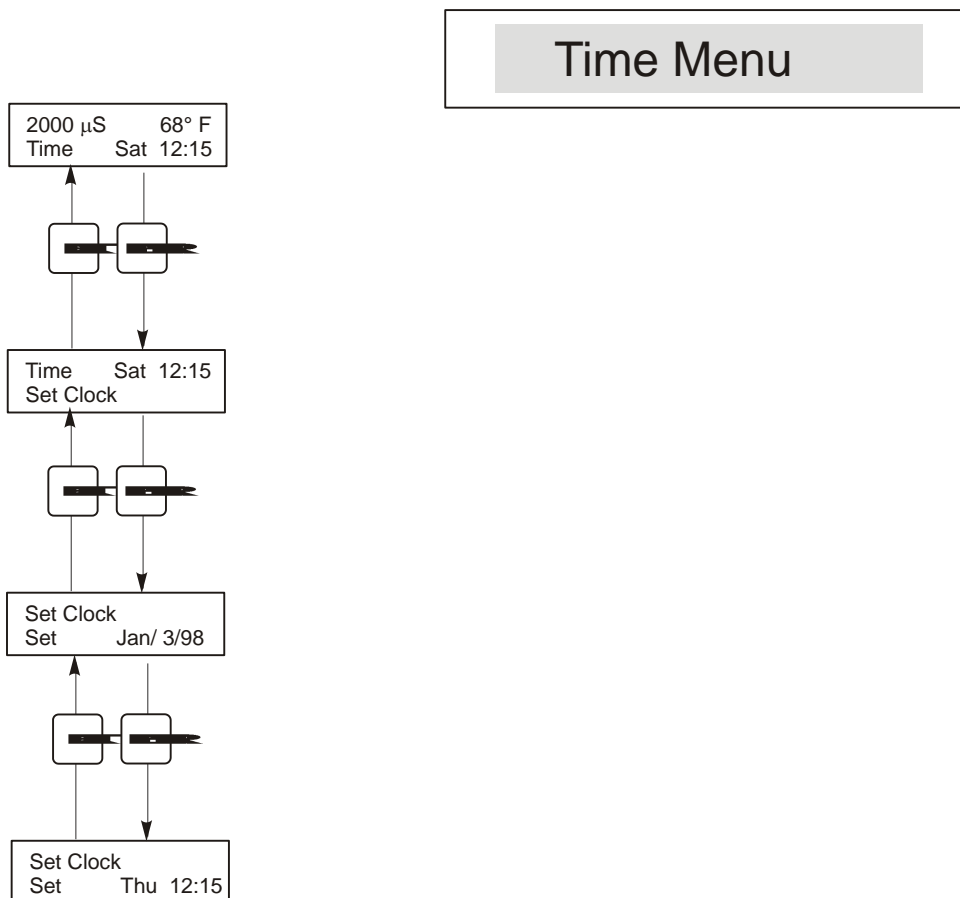 Time Menu
2000 μS 68° F
Time Sat 12:15
Time Sat 12:15
Set Clock
Set Clock
Set Jan/ 3/98
Set Clock
Set Thu 12:15